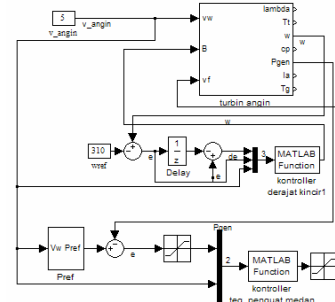 5
v_angin
v_angin
vw
B
vf
lambda
Tt
w
cp
Pgen
Ia
Tg
w
turbin angin
w
310
wref
e
1
z
Delay
de
e
3
MATLAB
Function
kontroller
derajat kincir1
Vw Pref
Pref
e
Pgen
2
MATLAB
Function
kontroller
teg. penguat medan